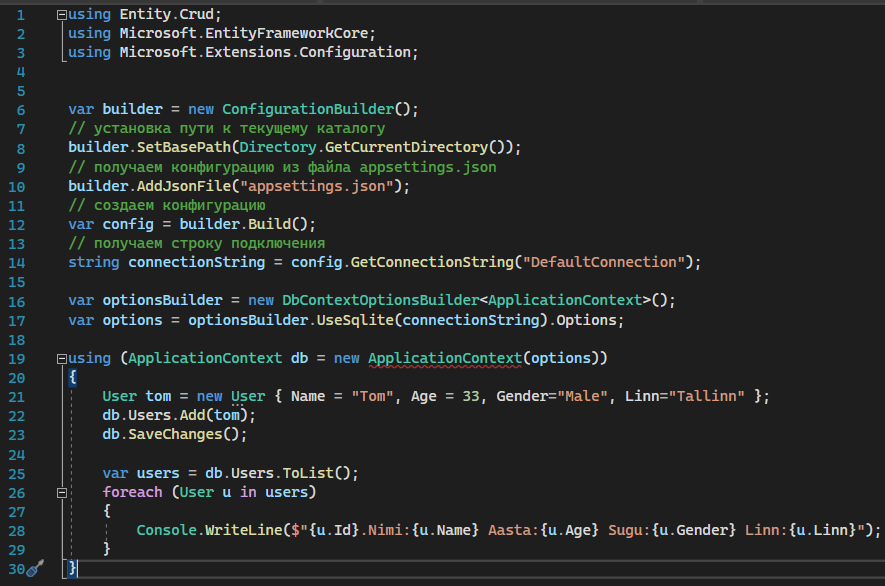 1 using Entity.Crud;
2 using Microsoft.EntityFrameworkCore;
3 using Microsoft.Extensions.Configuration;
4
5
6 var builder = new ConfigurationBuilder();
7 // установка пути к текущему каталогу
8 builder.SetBasePath(Directory.GetCurrentDirectory());
9 // получаем конфигурацию из файла appsettings.json
10 builder.AddJsonFile("appsettings.json");
11 // создаем конфигурацию
12 var config = builder.Build();
13 // получаем строку подключения
14 string connectionString = config.GetConnectionString("DefaultConnection");
15
16 var optionsBuilder = new DbContextOptionsBuilder<ApplicationContext>();
17 var options = optionsBuilder.UseSqlite(connectionString).Options;
18
19 using (ApplicationContext db = new ApplicationContext(options))
20 {
21 User tom = new User { Name = "Tom", Age = 33, Gender="Male", Linn="Tallinn" };
22 db.Users.Add(tom);
23 db.SaveChanges();
24
25 var users = db.Users.ToList();
26 foreach (User u in users)
27 {
28 Console.WriteLine($"{u.Id}.Nimi:{u.Name} Aasta:{u.Age} Sugu:{u.Gender} Linn:{u.Linn}");
29 }
30 }